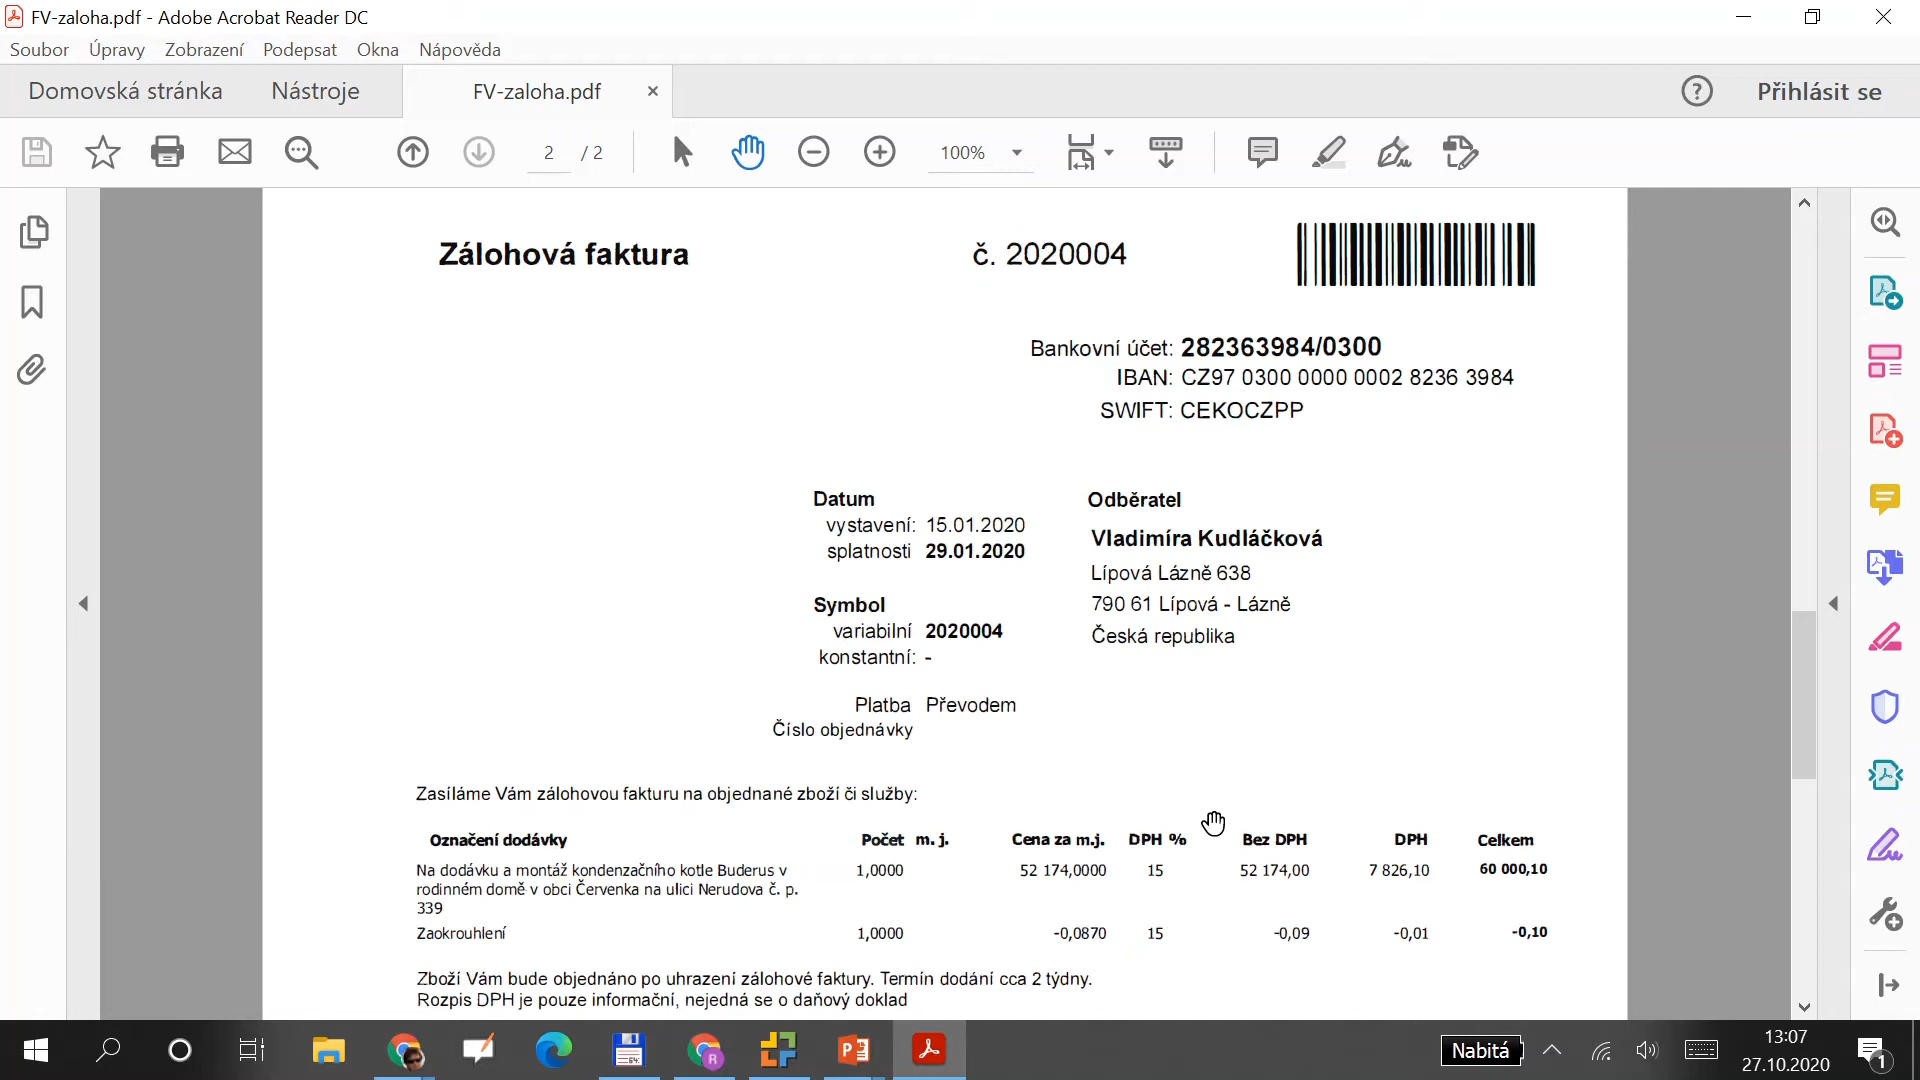 FV-zaloha.pdf - Adobe Acrobat Reader DC
Soubor Úpravy Zobrazení Podepsat Okna Nápověda
Domovská stránka Nástroje FV-zaloha.pdf × ? Přihlásit se
2 / 2 100%
Zálohová faktura č. 2020004
Bankovní účet: 282363984/0300
IBAN: CZ97 0300 0000 0002 8236 3984
SWIFT: CEKOCZPP
Datum
vystavení: 15.01.2020
splatnosti 29.01.2020
Symbol
variabilní 2020004
konstantní: -
Platba Převodem
Číslo objednávky
Odběratel
Vladimíra Kudláčková
Lípová Lázně 638
790 61 Lípová - Lázně
Česká republika
Zasíláme Vám zálohovou fakturu na objednané zboží či služby:
Označení dodávky Počet m. j. Cena za m.j. DPH % Bez DPH DPH Celkem
Na dodávku a montáž kondenzačního kotle Buderus v 1,0000 52 174,0000 15 52 174,00 7 826,10 60 000,10
rodinném domě v obci Červenka na ulici Nerudova č. p.
339
Zaokrouhlení 1,0000 -0,0870 15 -0,09 -0,01 -0,10
Zboží Vám bude objednáno po uhrazení zálohové faktury. Termín dodání cca 2 týdny.
Rozpis DPH je pouze informační, nejedná se o daňový doklad
64
R
P
Nabitá
13:07
27.10.2020
1